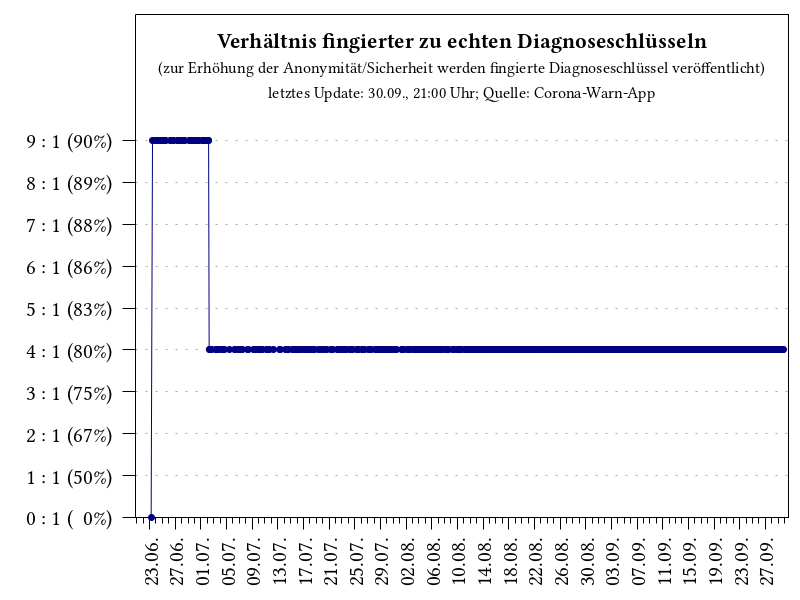 Verhältnis fingierter zu echten Diagnoseschlüsseln
(zur Erhöhung der Anonymität/Sicherheit werden fingierte Diagnoseschlüssel veröffentlicht)
letztes Update: 30.09., 21:00 Uhr; Quelle: Corona-Warn-App
9 : 1 (90%)
8 : 1 (89%)
7 : 1 (88%)
6 : 1 (86%)
5 : 1 (83%)
4 : 1 (80%)
3 : 1 (75%)
2 : 1 (67%)
1 : 1 (50%)
0 : 1 ( 0%)
23.06.
27.06.
01.07.
05.07.
09.07.
13.07.
17.07.
21.07.
25.07.
29.07.
02.08.
06.08.
10.08.
14.08.
18.08.
22.08.
26.08.
30.08.
03.09.
07.09.
11.09.
15.09.
19.09.
23.09.
27.09.